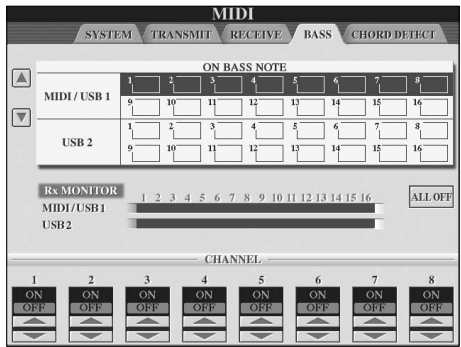 MIDI
SYSTEM TRANSMIT RECEIVE BASS CHORD DETECT
ON BASS NOTE
MIDI / USB 1
1 2 3 4 5 6 7 8
9 10 11 12 13 14 15 16
USB 2
1 2 3 4 5 6 7 8
9 10 11 12 13 14 15 16
Rx MONITOR
1 2 3 4 5 6 7 8 9 10 11 12 13 14 15 16
ALL OFF
MIDI/USB1
USB2
CHANNEL
1 2 3 4 5 6 7 8
ON ON ON ON ON ON ON ON
OFF OFF OFF OFF OFF OFF OFF OFF